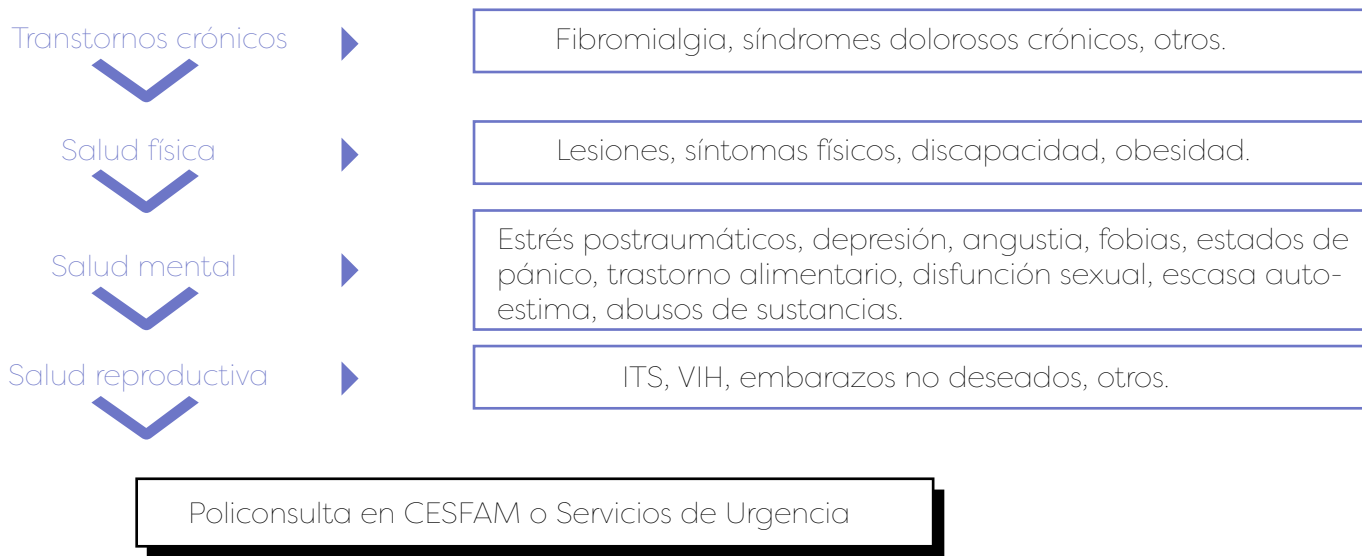 Transtornos crónicos
Fibromialgia, síndromes dolorosos crónicos, otros.
Salud física
Lesiones, síntomas físicos, discapacidad, obesidad.
Salud mental
Estrés postraumáticos, depresión, angustia, fobias, estados de
pánico, trastorno alimentario, disfunción sexual, escasa auto-
estima, abusos de sustancias.
Salud reproductiva
ITS, VIH, embarazos no deseados, otros.
Policonsulta en CESFAM o Servicios de Urgencia